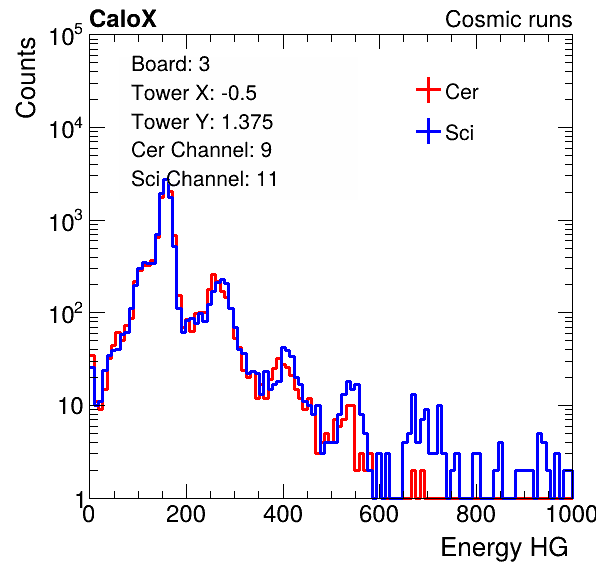 CaloX Cosmic runs
Counts
10^5
10^4
10^3
10^2
10
1
Board: 3
Tower X: -0.5
Tower Y: 1.375
Cer Channel: 9
Sci Channel: 11
Cer
Sci
0 200 400 600 800 1000
Energy HG